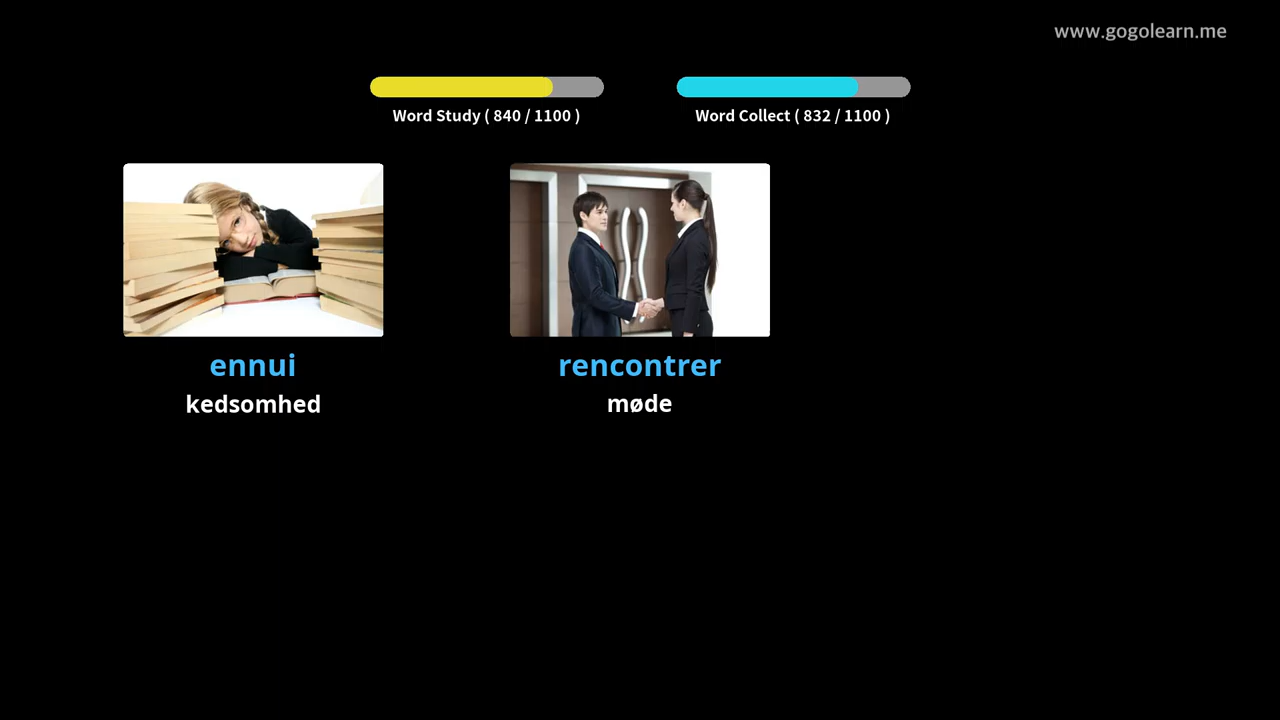 www.gogolearn.me
Word Study ( 840 / 1100 )
Word Collect ( 832 / 1100 )
ennui
kedsomhed
rencontrer
møde